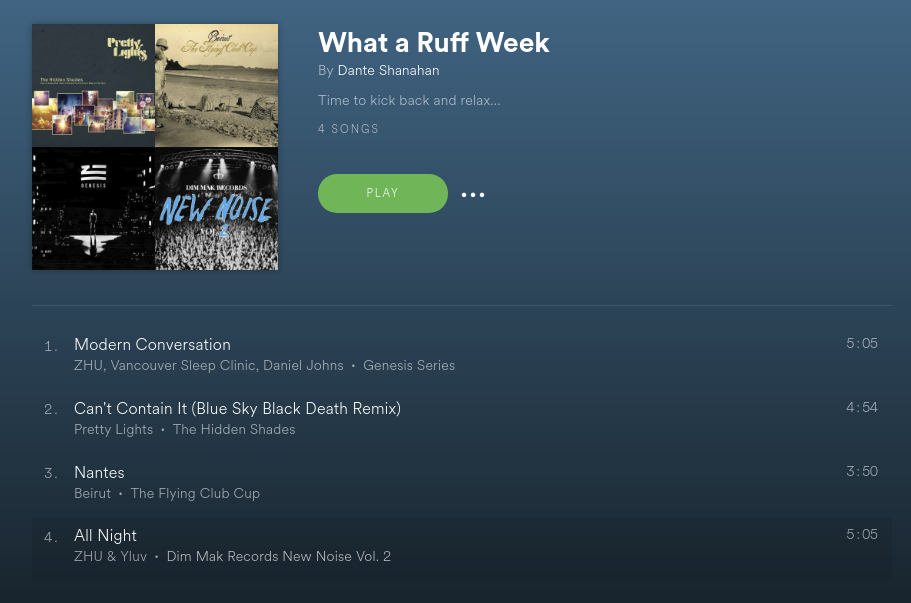 Pretty Lights
The Hidden Shades
Beirut
The Flying Club Cup
GENESIS
DIM MAK RECORDS
NEW NOISE
What a Ruff Week
By Dante Shanahan
Time to kick back and relax...
4 SONGS
PLAY
1. Modern Conversation 5:05
ZHU, Vancouver Sleep Clinic, Daniel Johns • Genesis Series
2. Can't Contain It (Blue Sky Black Death Remix) 4:54
Pretty Lights • The Hidden Shades
3. Nantes 3:50
Beirut • The Flying Club Cup
4. All Night 5:05
ZHU & Yluv • Dim Mak Records New Noise Vol. 2